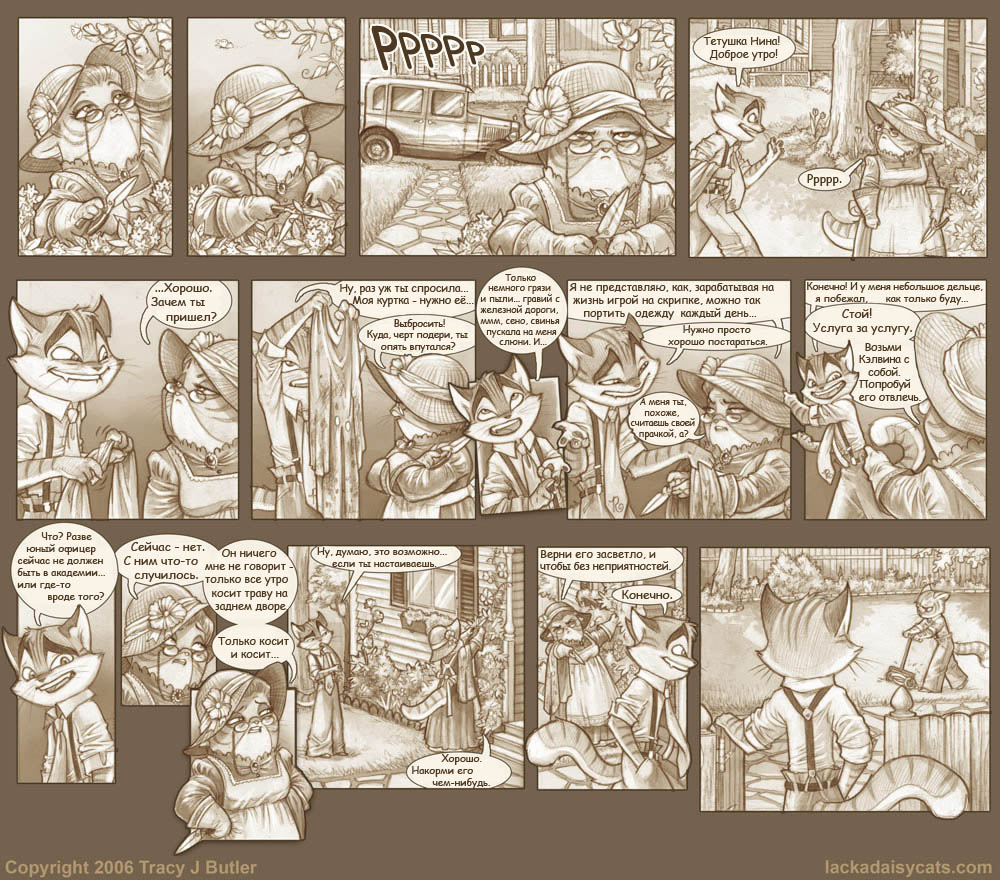 РРРРР
Тетушка Нина!
Доброе утро!
Ррррр.
...Хорошо.
Зачем ты
пришел?
Ну, раз уж ты спросила...
Моя куртка - нужно её...
Выбросить!
Куда, черт подери, ты
опять впутался?
Только
немного грязи
и пыли... гравий с
железной дороги,
ммм, сено, свинья
пускала на меня
слюни. И...
Я не представляю, как, зарабатывая на
жизнь игрой на скрипке, можно так
портить одежду каждый день...
Нужно просто
хорошо постараться.
А меня ты,
похоже,
считаешь своей
прачкой, а?
Конечно! И у меня небольшое дельце,
я побежал, как только буду...
Стой!
Услуга за услугу.
Возьми
Кэлвина с
собой.
Попробуй
его отвлечь.
Что? Разве
юный офицер
сейчас не должен
быть в академии...
или где-то
вроде того?
Сейчас - нет.
С ним что-то
случилось.
Он ничего
мне не говорит -
только все утро
косит траву на
заднем дворе
Только косит
и косит...
Ну, думаю, это возможно...
если ты настаиваешь.
Хорошо.
Накорми его
чем-нибудь.
Верни его засветло, и
чтобы без неприятностей.
Конечно.
Copyright 2006 Tracy J Butler
lackadaisycats.com